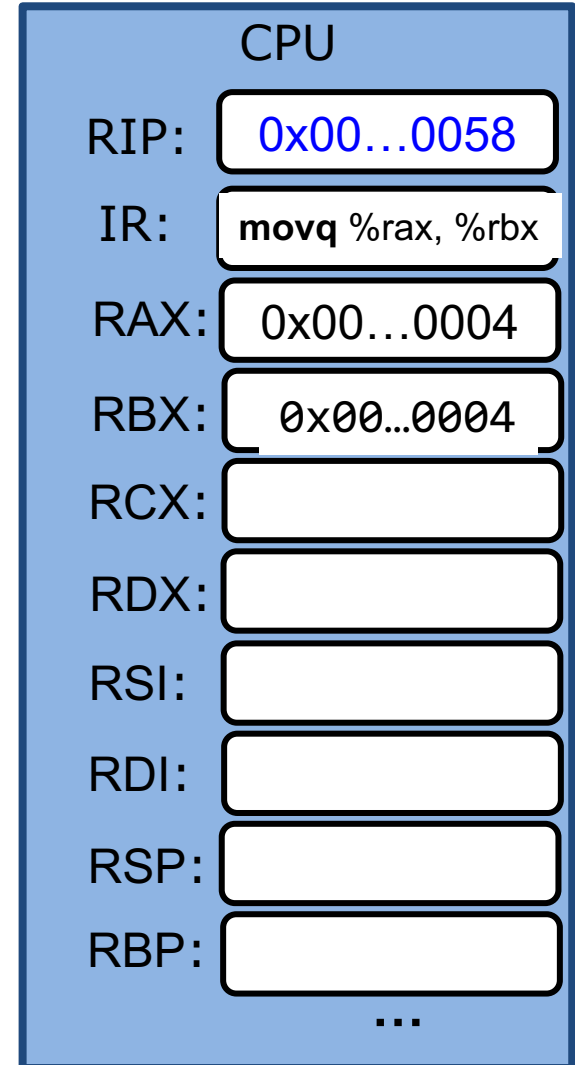 CPU
RIP: 0x00...0058
IR: movq %rax, %rbx
RAX: 0x00...0004
RBX: 0x00…0004
RCX:
RDX:
RSI:
RDI:
RSP:
RBP:
...